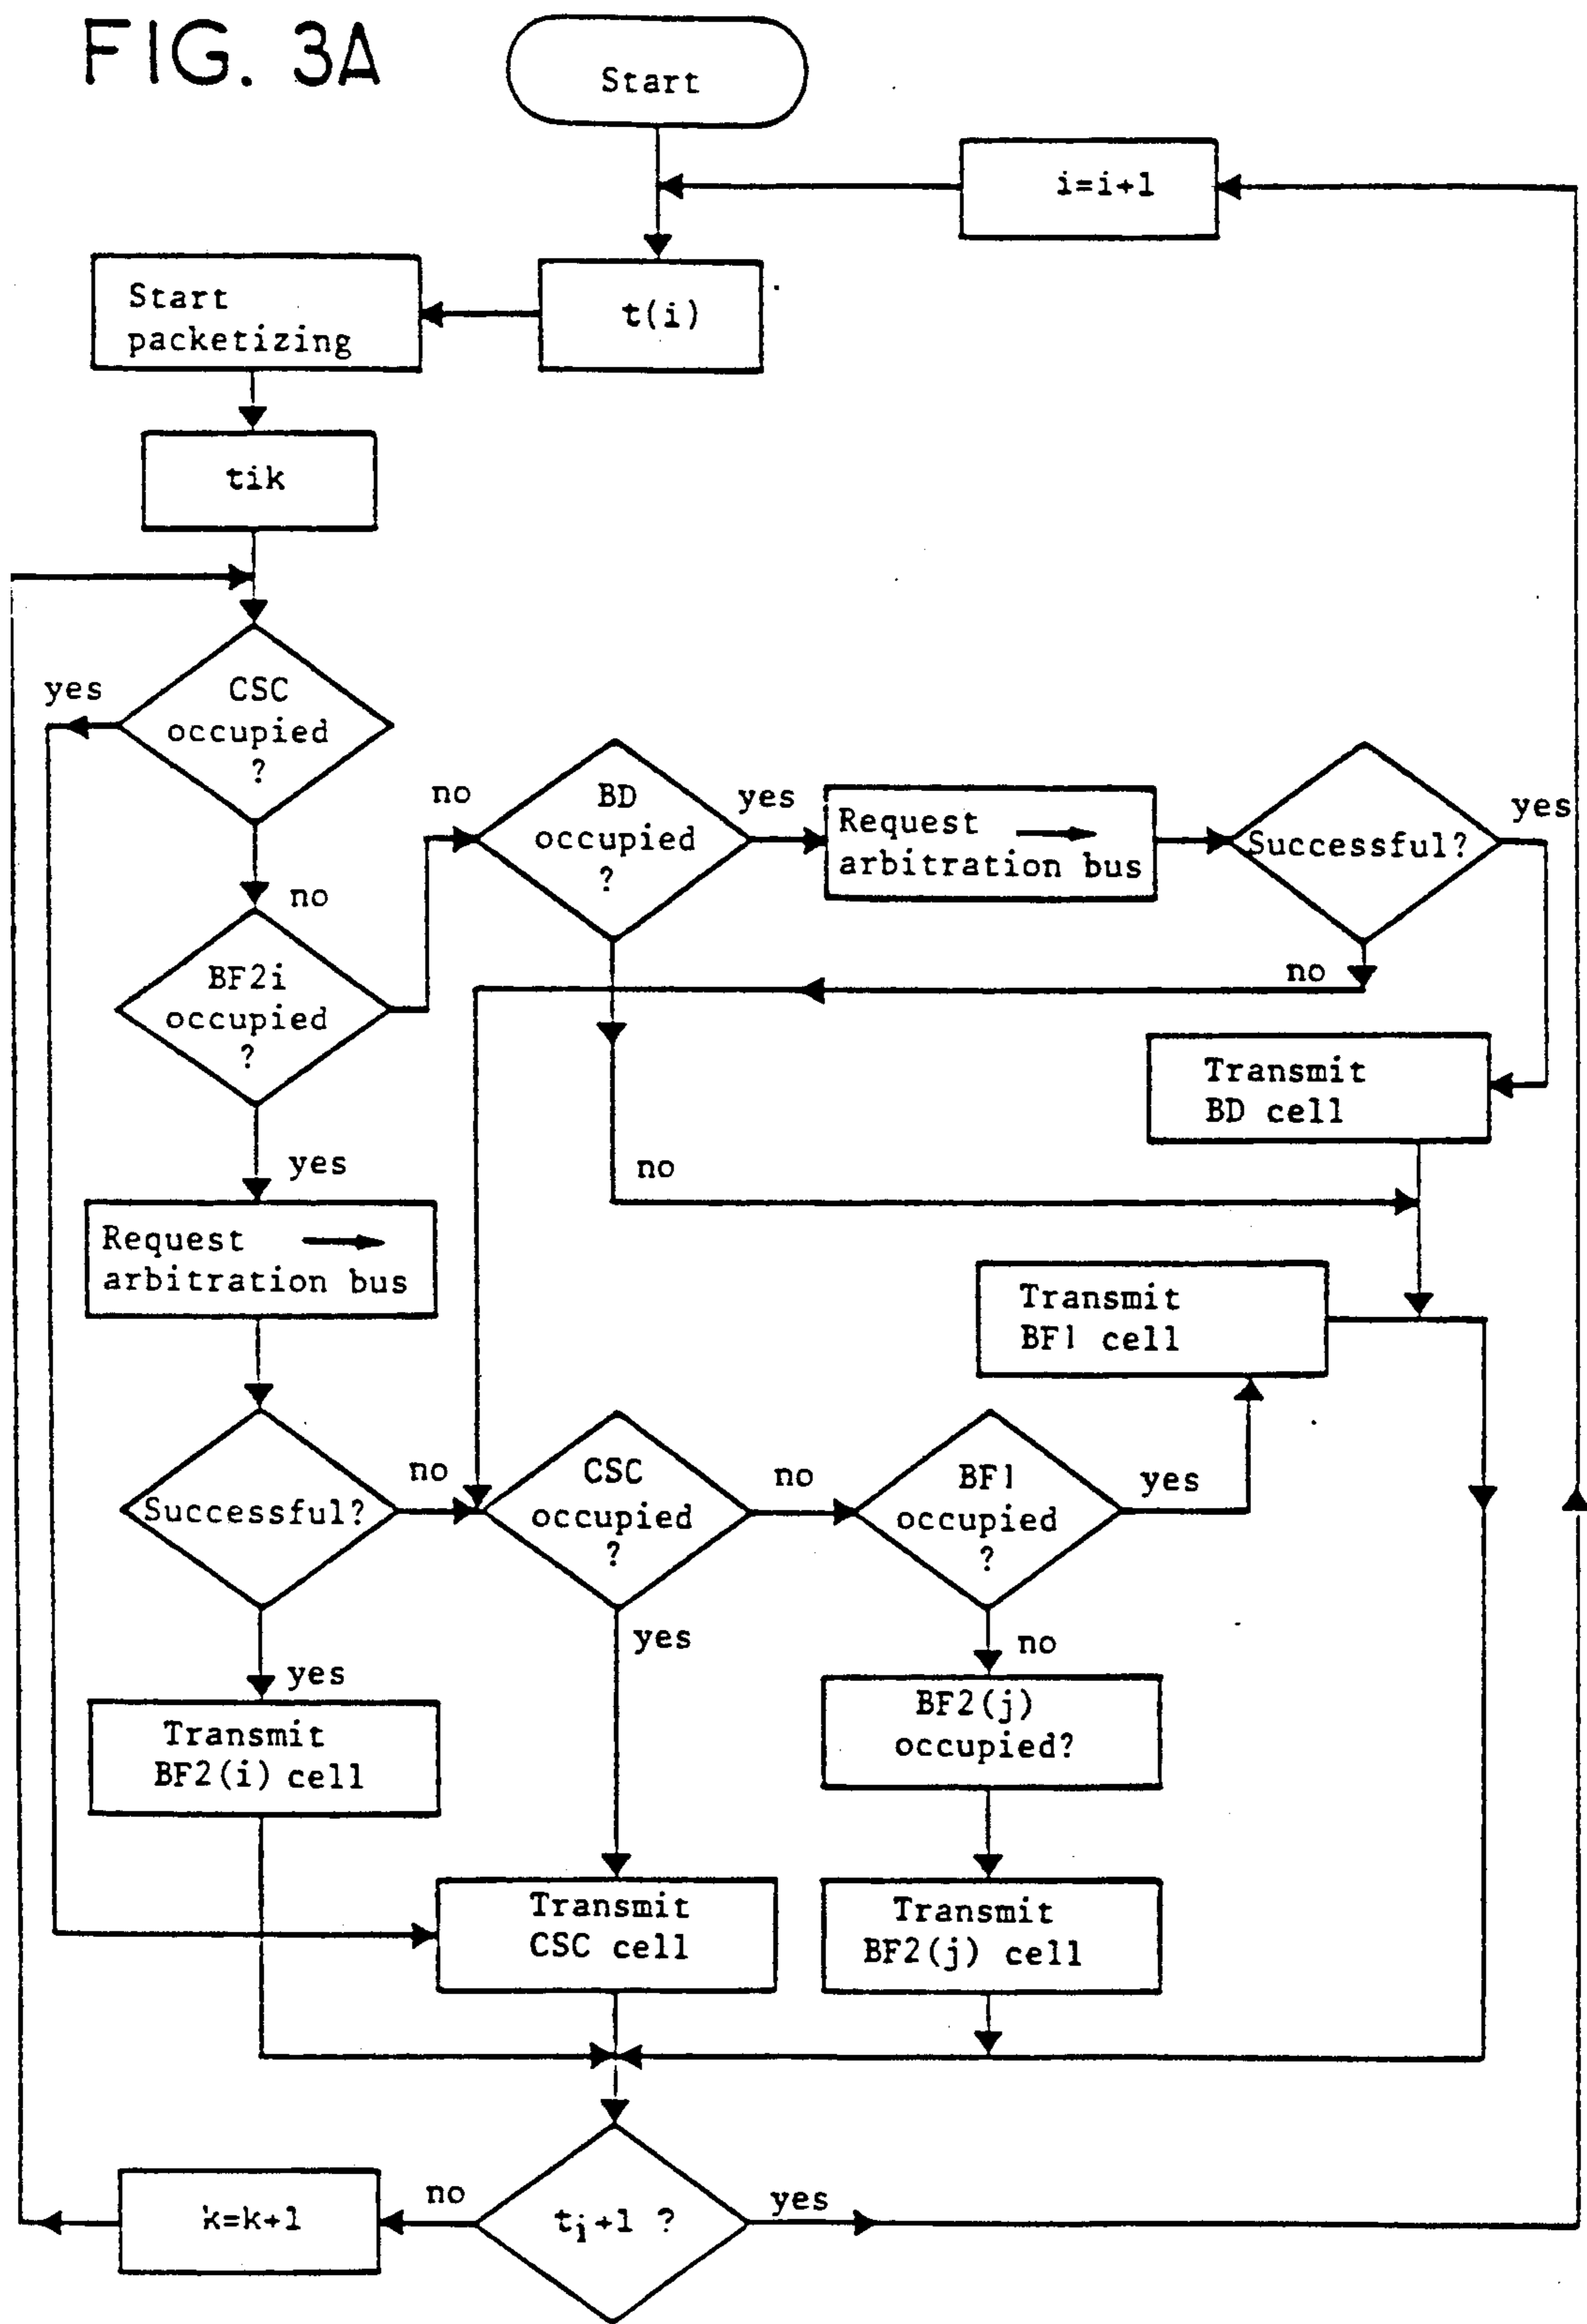 FIG. 3A
Start
i=i+1
Start
packetizing
t(i)
tik
yes
CSC
occupied
?
no
no
BD
occupied
?
yes
Request
arbitration bus
Successful?
yes
no
BF2i
occupied
?
yes
no
Transmit
BD cell
Request
arbitration bus
Transmit
BF1 cell
Successful?
no
CSC
occupied
?
no
BF1
occupied
?
yes
yes
yes
no
Transmit
BF2(i) cell
BF2(j)
occupied?
Transmit
CSC cell
Transmit
BF2(j) cell
k=k+1
no
ti+1 ?
yes